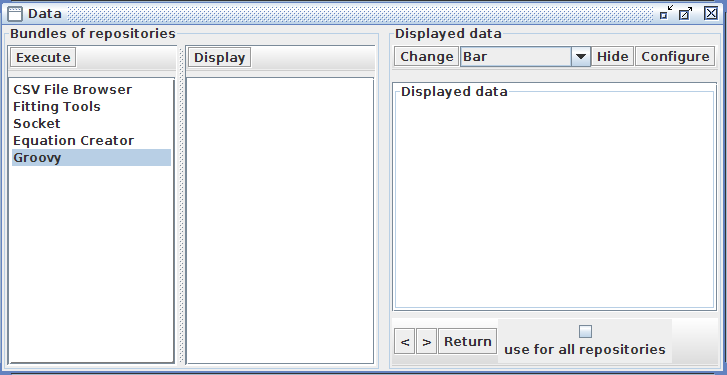 Data
Bundles of repositories
Execute
Display
CSV File Browser
Fitting Tools
Socket
Equation Creator
Groovy
Displayed data
Change Bar Hide Configure
Displayed data
< > Return
use for all repositories